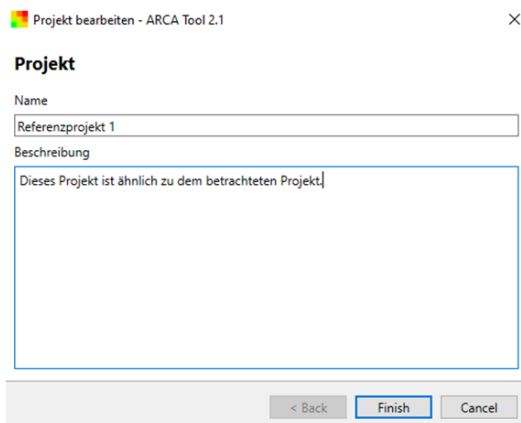 Projekt bearbeiten - ARCA Tool 2.1
Projekt
Name
Referenzprojekt 1
Beschreibung
Dieses Projekt ist ähnlich zu dem betrachteten Projekt.
< Back Finish Cancel